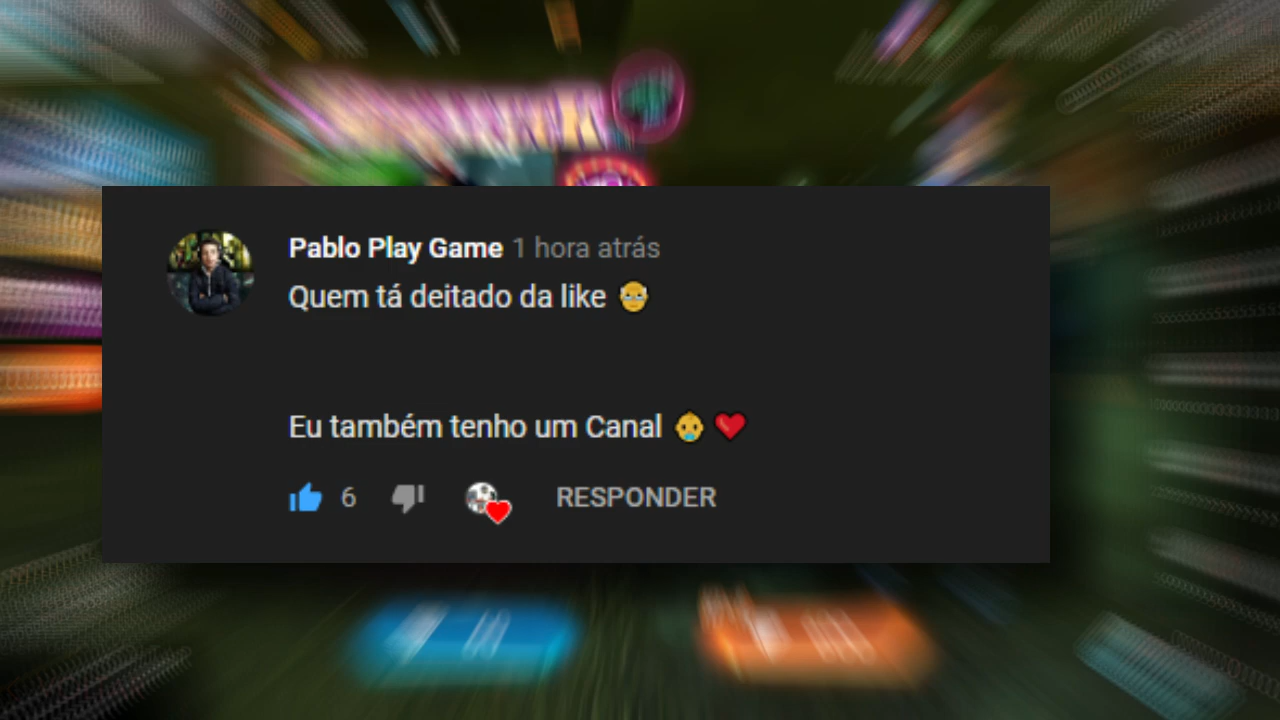 Pablo Play Game 1 hora atrás
Quem tá deitado da like 👴
Eu também tenho um Canal 👶 ❤️
6 RESPONDER